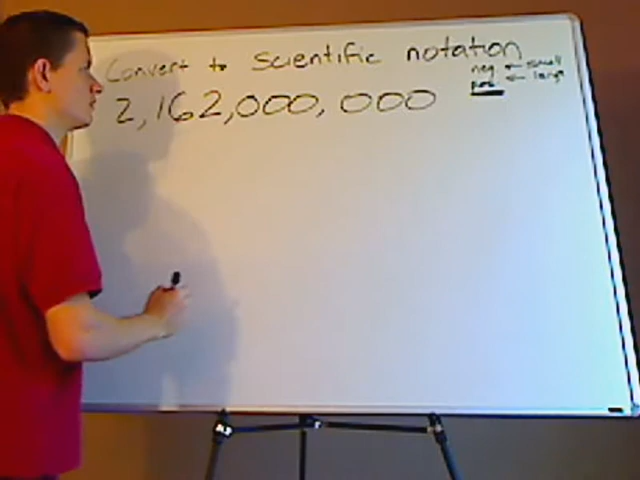 Convert to scientific notation
neg ← small
pos ← large
2,162,000,000